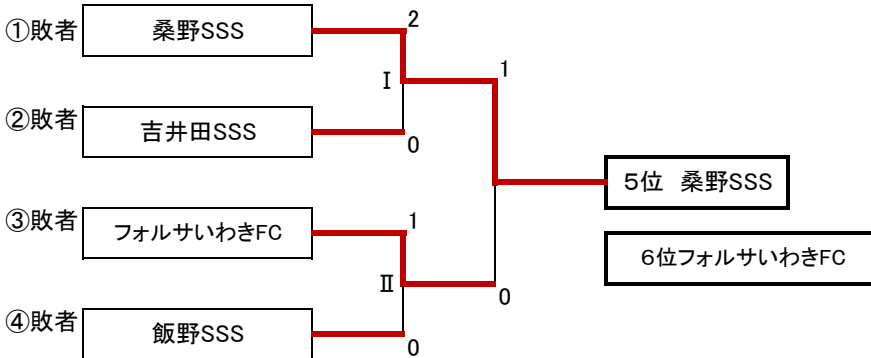 ①敗者 桑野SSS 2
Ⅰ 1
②敗者 吉井田SSS 0
5位 桑野SSS
③敗者 フォルサいわきFC 1
6位フォルサいわきFC
Ⅱ 0
④敗者 飯野SSS 0